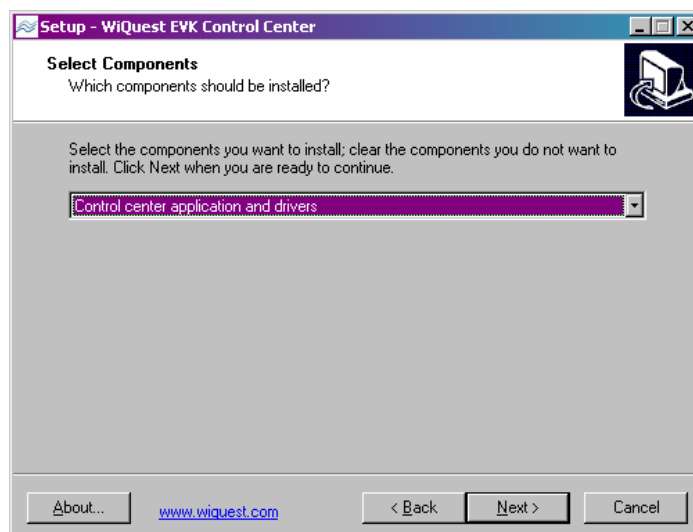 Setup - WiQuest EVK Control Center
Select Components
Which components should be installed?
Select the components you want to install; clear the components you do not want to
install. Click Next when you are ready to continue.
Control center application and drivers
About...
www.wiquest.com
< Back
Next >
Cancel